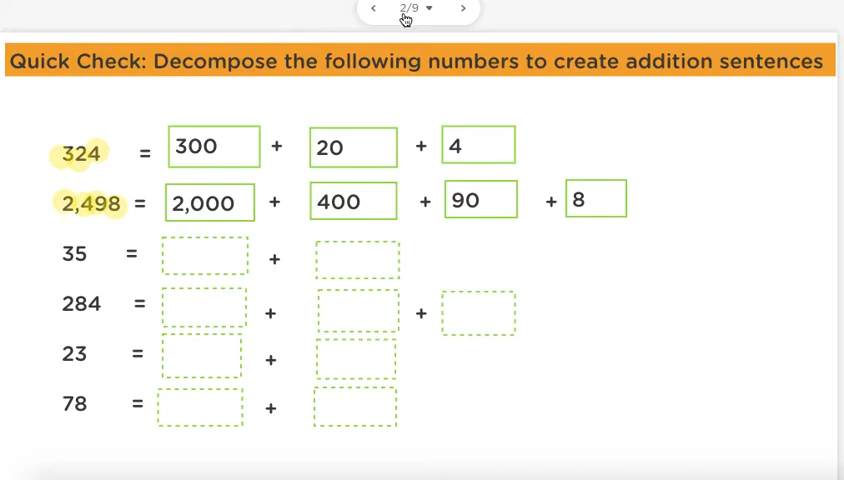 2/9
Quick Check: Decompose the following numbers to create addition sentences
324 = 300 + 20 + 4
2,498 = 2,000 + 400 + 90 + 8
35 = +
284 = + +
23 = +
78 = +